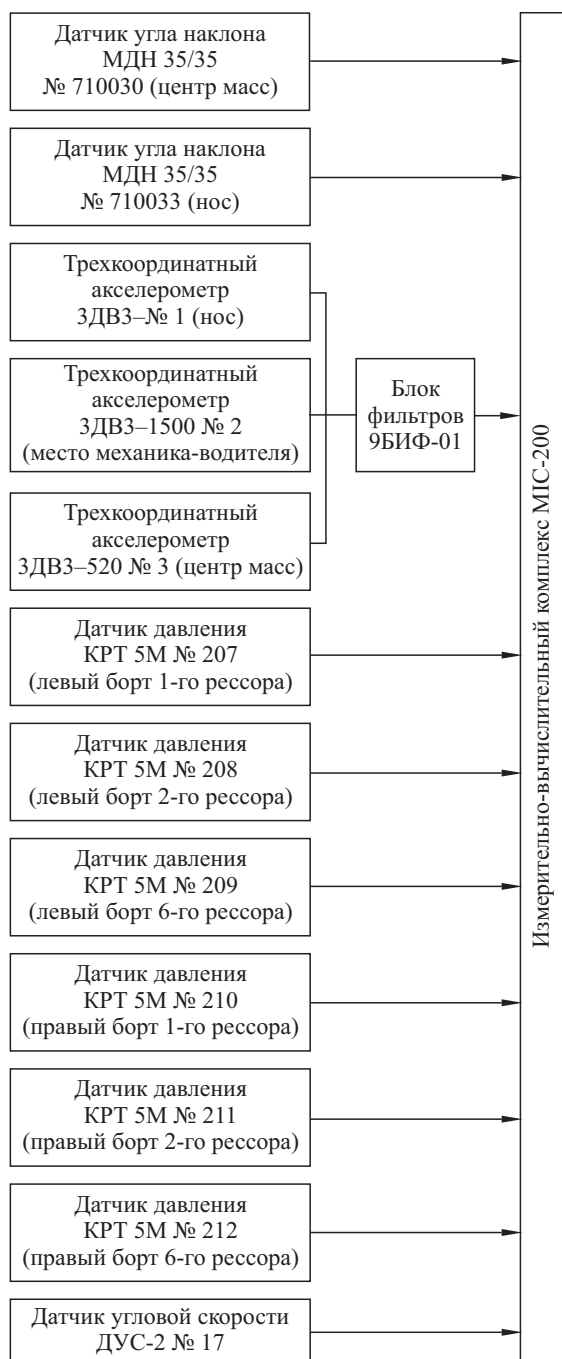 Датчик угла наклона
МДН 35/35
№ 710030 (центр масс)
Датчик угла наклона
МДН 35/35
№ 710033 (нос)
Трехкоординатный
акселерометр
3ДВ3–№ 1 (нос)
Трехкоординатный
акселерометр
3ДВ3–1500 № 2
(место механика-водителя)
Трехкоординатный
акселерометр
3ДВ3–520 № 3 (центр масс)
Блок
фильтров
9БИФ-01
Датчик давления
КРТ 5М № 207
(левый борт 1-го рессора)
Датчик давления
КРТ 5М № 208
(левый борт 2-го рессора)
Датчик давления
КРТ 5М № 209
(левый борт 6-го рессора)
Датчик давления
КРТ 5М № 210
(правый борт 1-го рессора)
Датчик давления
КРТ 5М № 211
(правый борт 2-го рессора)
Датчик давления
КРТ 5М № 212
(правый борт 6-го рессора)
Датчик угловой скорости
ДУС-2 № 17
Измерительно-вычислительный комплекс MIC-200